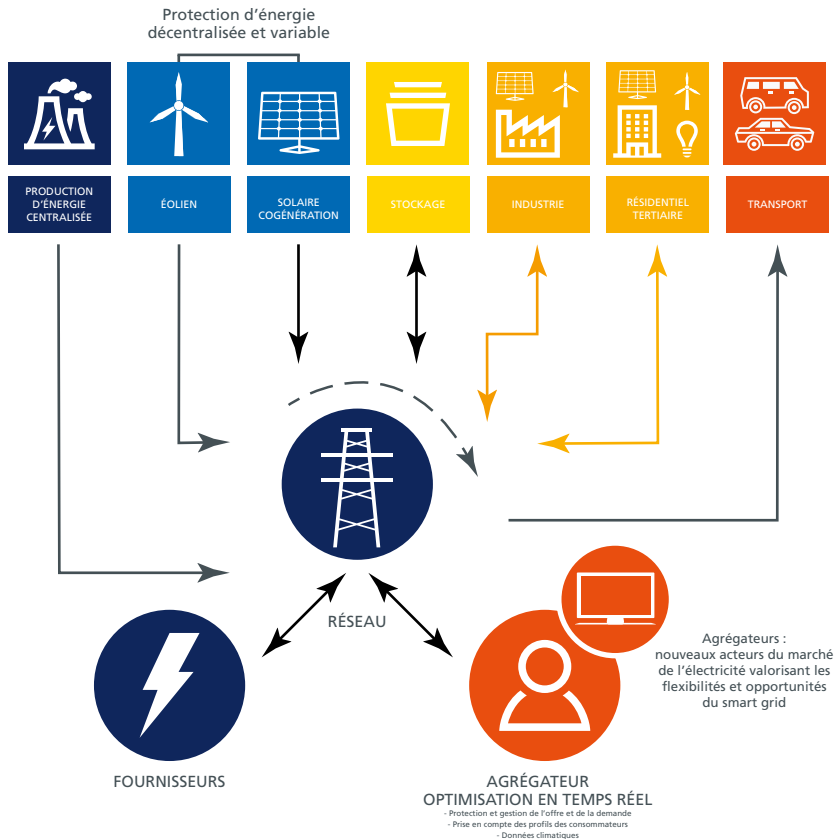 Protection d'énergie
décentralisée et variable
PRODUCTION
D'ÉNERGIE
CENTRALISÉE
ÉOLIEN
SOLAIRE
COGÉNÉRATION
STOCKAGE
INDUSTRIE
RÉSIDENTIEL
TERTIAIRE
TRANSPORT
RÉSEAU
Agrégateurs :
nouveaux acteurs du marché
de l'électricité valorisant les
flexibilités et opportunités
du smart grid
FOURNISSEURS
AGRÉGATEUR
OPTIMISATION EN TEMPS RÉEL
- Protection et gestion de l'offre et de la demande
- Prise en compte des profils des consommateurs
- Données climatiques